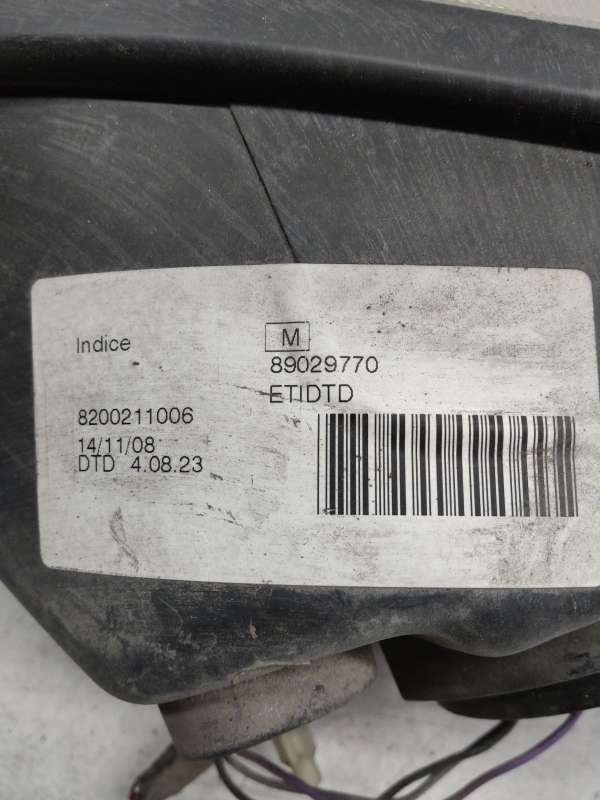 Indice M
89029770
ETIDTD
8200211006
14/11/08
DTD 4.08.23